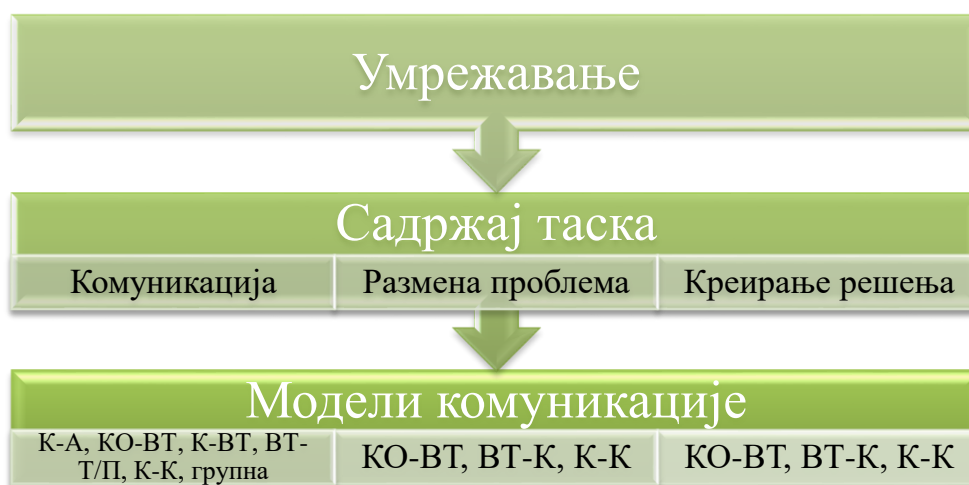 Умрежавање
Садржај таска
Комуникација
Размена проблема
Креирање решења
Модели комуникације
К-А, КО-ВТ, К-ВТ, ВТ-
Т/П, К-К, групна
КО-ВТ, ВТ-К, К-К
КО-ВТ, ВТ-К, К-К